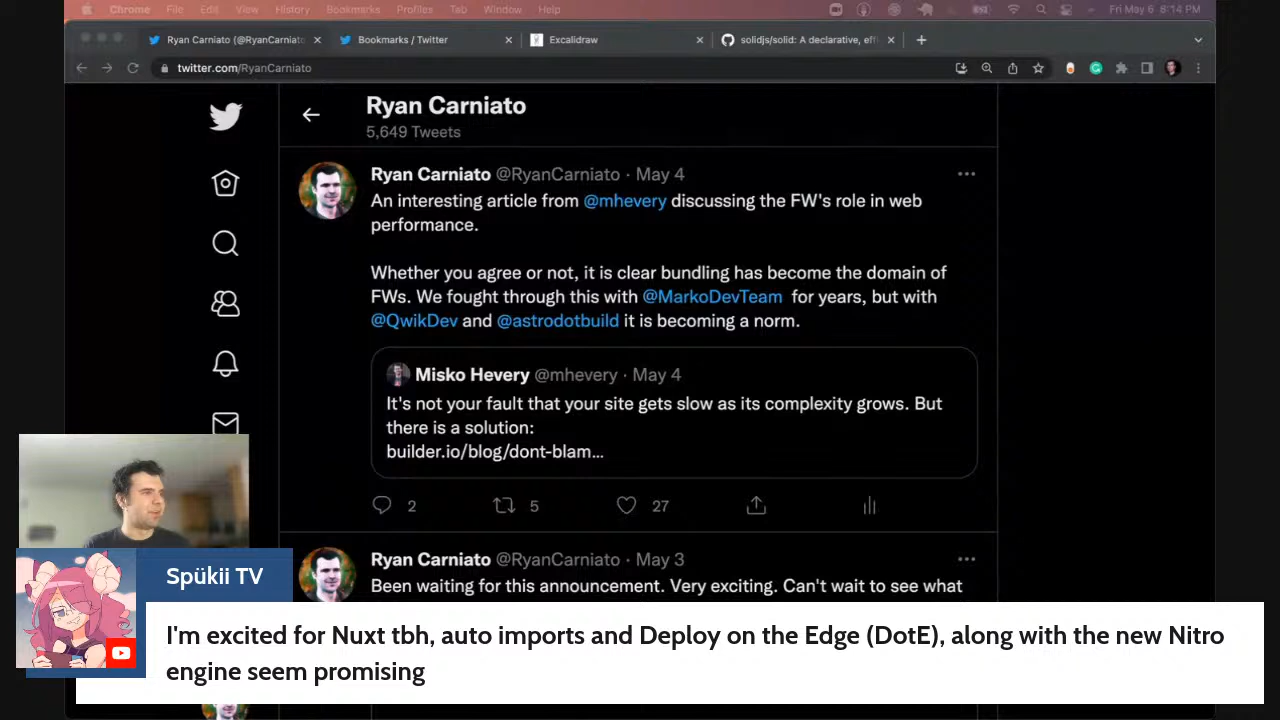 Chrome File Edit View History Bookmarks Profiles Tab Window Help Fri May 6 8:14 PM
Ryan Carniato (@RyanCarniato Bookmarks / Twitter Excalidraw solidjs/solid: A declarative, eff
twitter.com/RyanCarniato
Ryan Carniato
5,649 Tweets
Ryan Carniato @RyanCarniato · May 4
An interesting article from @mhevery discussing the FW's role in web
performance.
Whether you agree or not, it is clear bundling has become the domain of
FWs. We fought through this with @MarkoDevTeam for years, but with
@QwikDev and @astrodotbuild it is becoming a norm.
Misko Hevery @mhevery · May 4
It's not your fault that your site gets slow as its complexity grows. But
there is a solution:
builder.io/blog/dont-blam...
2 5 27
Ryan Carniato @RyanCarniato · May 3
Been waiting for this announcement. Very exciting. Can't wait to see what
Spükii TV
I'm excited for Nuxt tbh, auto imports and Deploy on the Edge (DotE), along with the new Nitro
engine seem promising